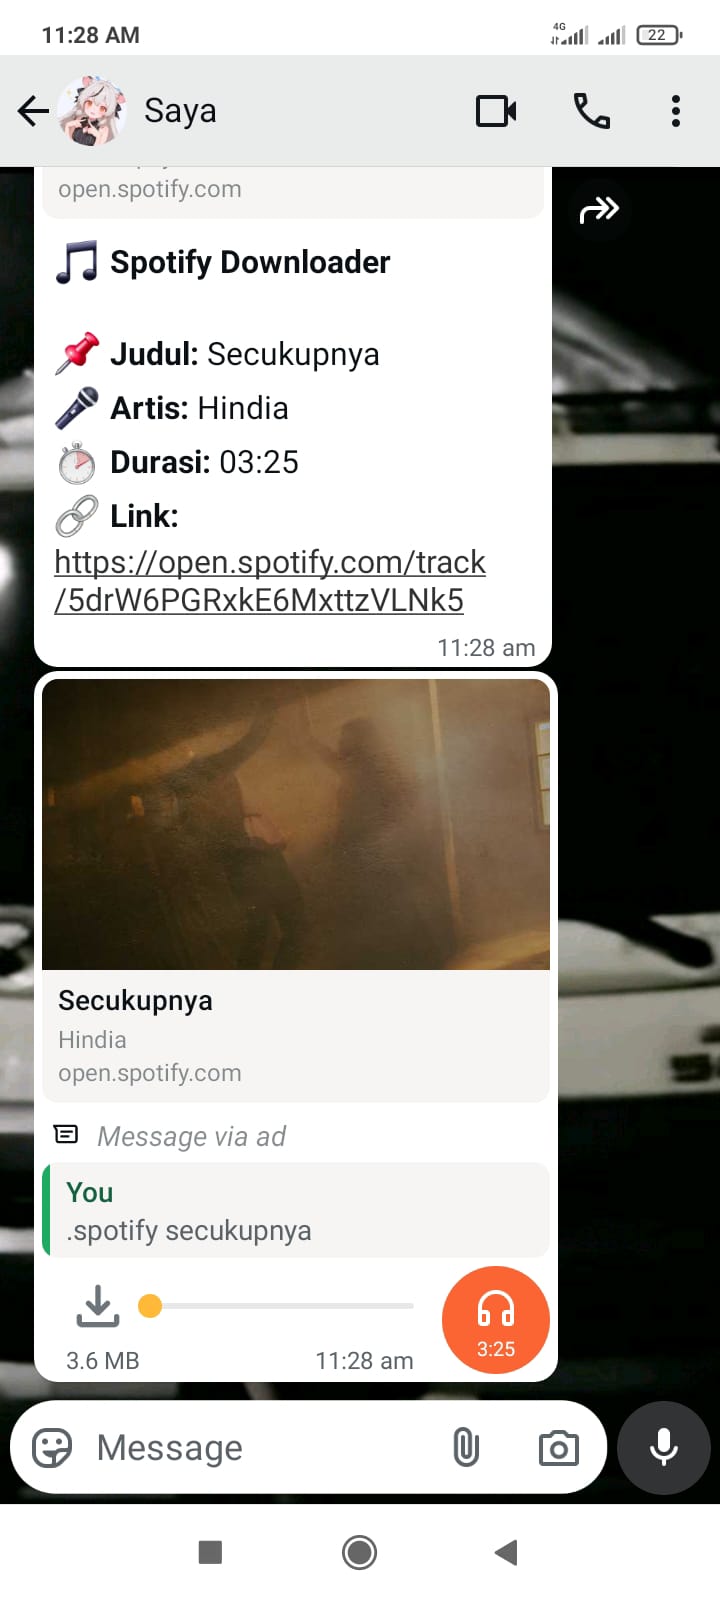 11:28 AM
4G
22
Saya
open.spotify.com
Spotify Downloader
Judul: Secukupnya
Artis: Hindia
Durasi: 03:25
Link:
https://open.spotify.com/track
/5drW6PGRxkE6MxttzVLNk5
11:28 am
Secukupnya
Hindia
open.spotify.com
Message via ad
You
.spotify secukupnya
3:25
3.6 MB
11:28 am
Message